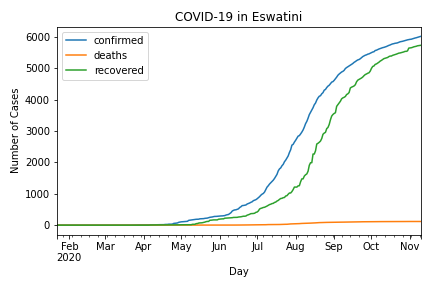 COVID-19 in Eswatini
confirmed
deaths
recovered
Number of Cases
6000
5000
4000
3000
2000
1000
0
Feb Mar Apr May Jun Jul Aug Sep Oct Nov
2020
Day